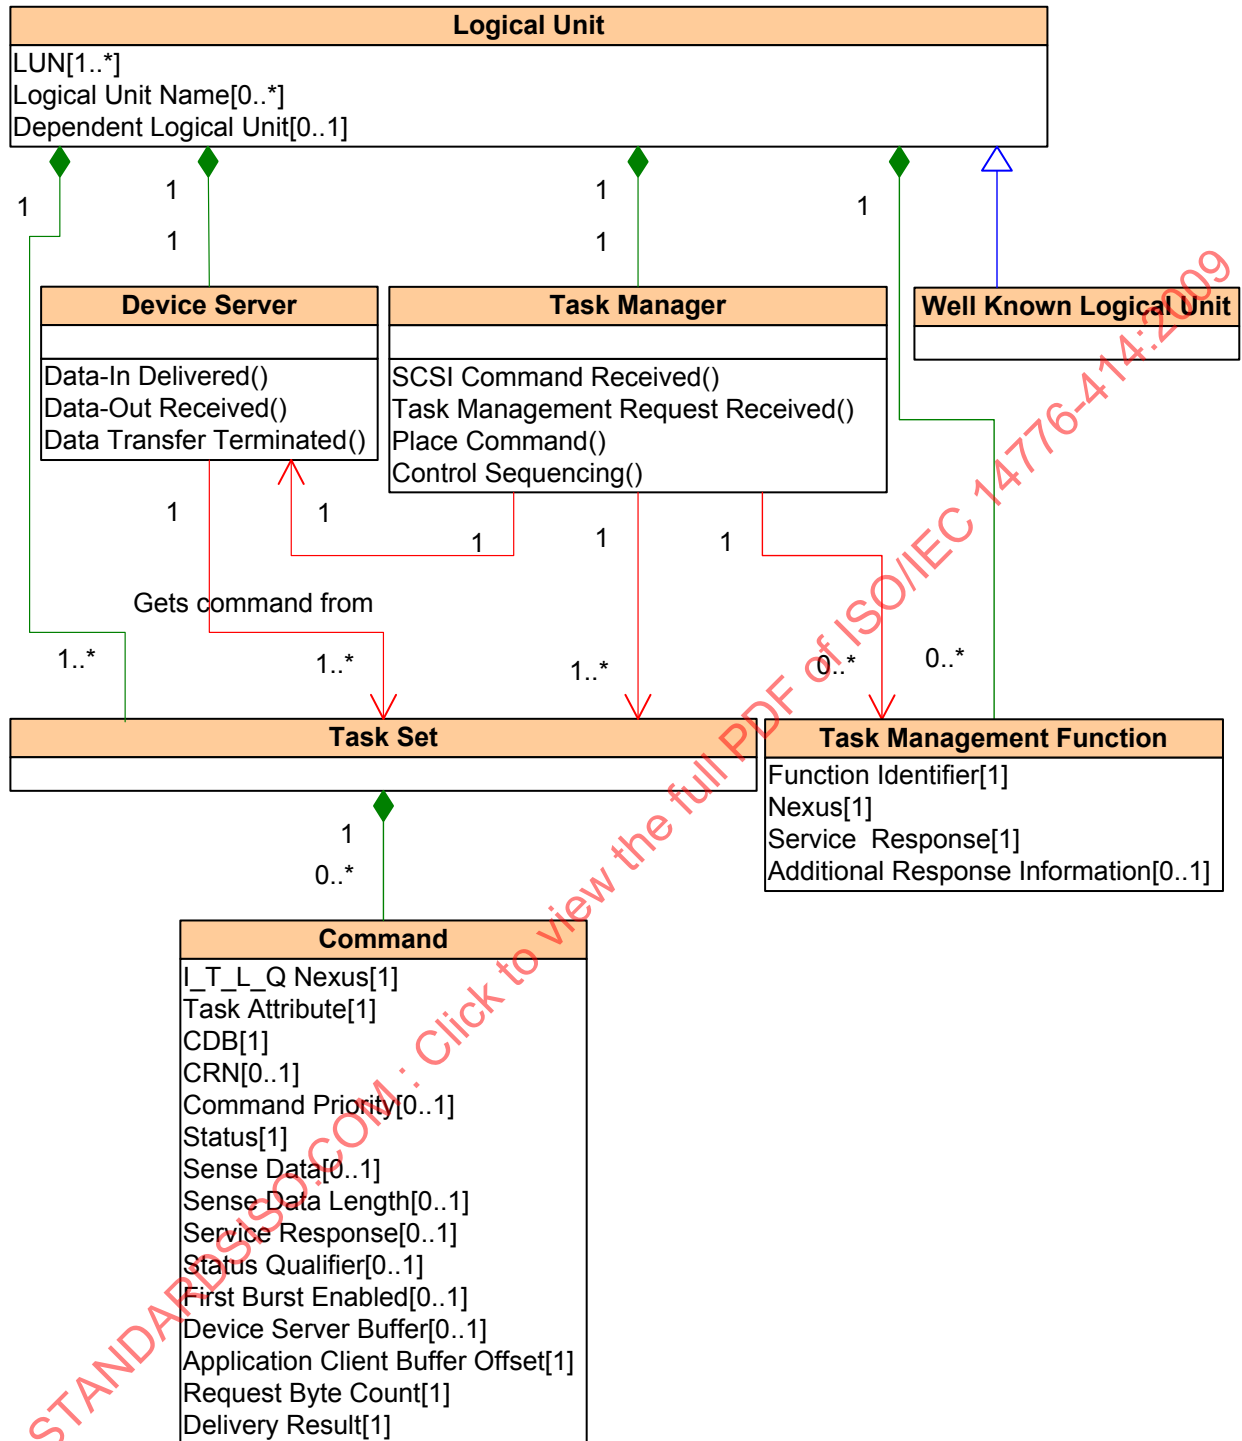 Logical Unit
LUN[1..*]
Logical Unit Name[0..*]
Dependent Logical Unit[0..1]
1
1
1
1
1
1
Device Server
Data-In Delivered()
Data-Out Received()
Data Transfer Terminated()
Task Manager
SCSI Command Received()
Task Management Request Received()
Place Command()
Control Sequencing()
Well Known Logical Unit
1
1
1
1
1
Gets command from
1..*
1..*
1..*
0..*
0..*
Task Set
Task Management Function
Function Identifier[1]
Nexus[1]
Service Response[1]
Additional Response Information[0..1]
1
0..*
Command
I_T_L_Q Nexus[1]
Task Attribute[1]
CDB[1]
CRN[0..1]
Command Priority[0..1]
Status[1]
Sense Data[0..1]
Sense Data Length[0..1]
Service Response[0..1]
Status Qualifier[0..1]
First Burst Enabled[0..1]
Device Server Buffer[0..1]
Application Client Buffer Offset[1]
Request Byte Count[1]
Delivery Result[1]
STANDARDSISO.COM : Click to view the full PDF of ISO/IEC 14776-414:2009